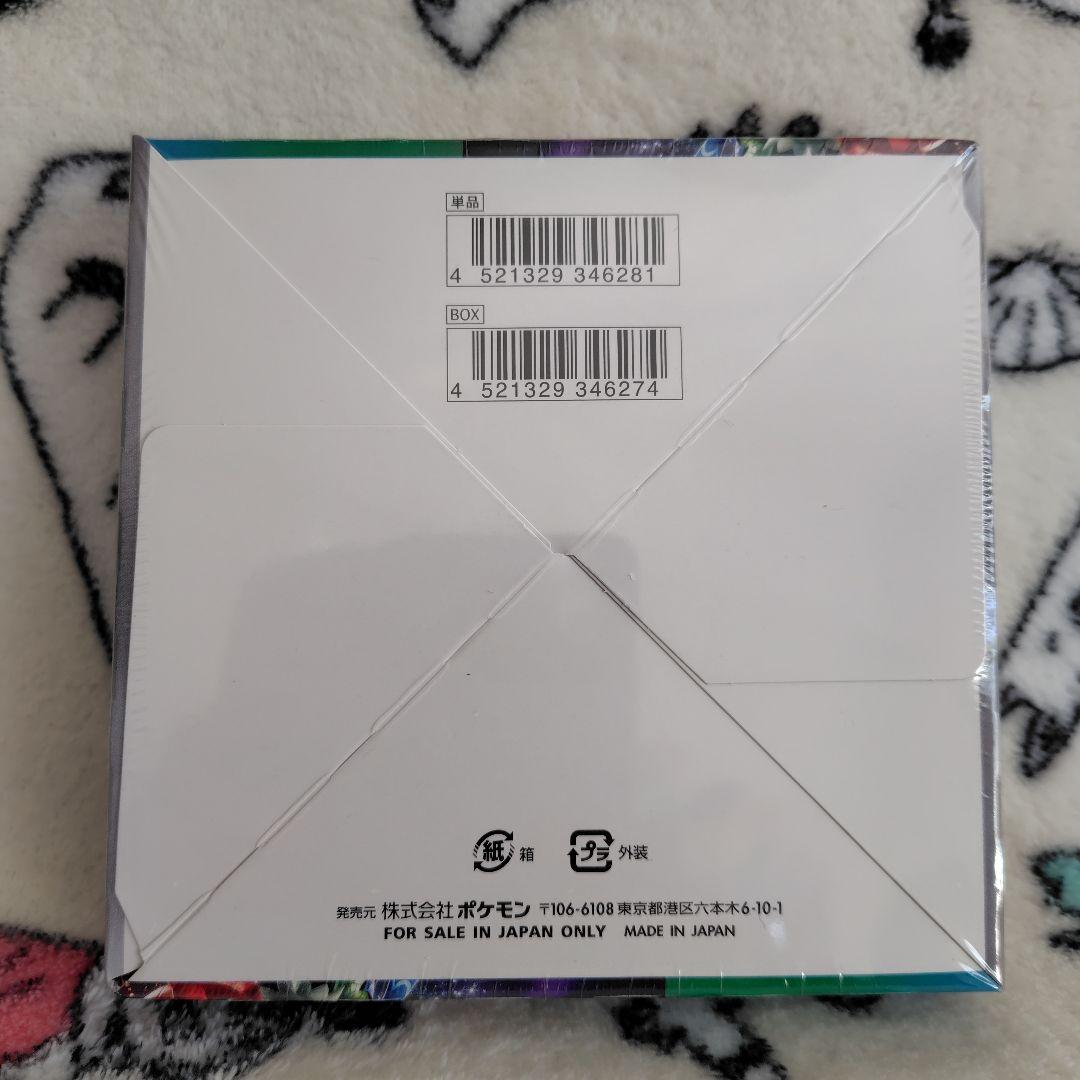 単品
4 521329 346281
BOX
4 521329 346274
紙 箱 プラ 外装
発売元 株式会社 ポケモン 〒106-6108 東京都港区六本木6-10-1
FOR SALE IN JAPAN ONLY MADE IN JAPAN